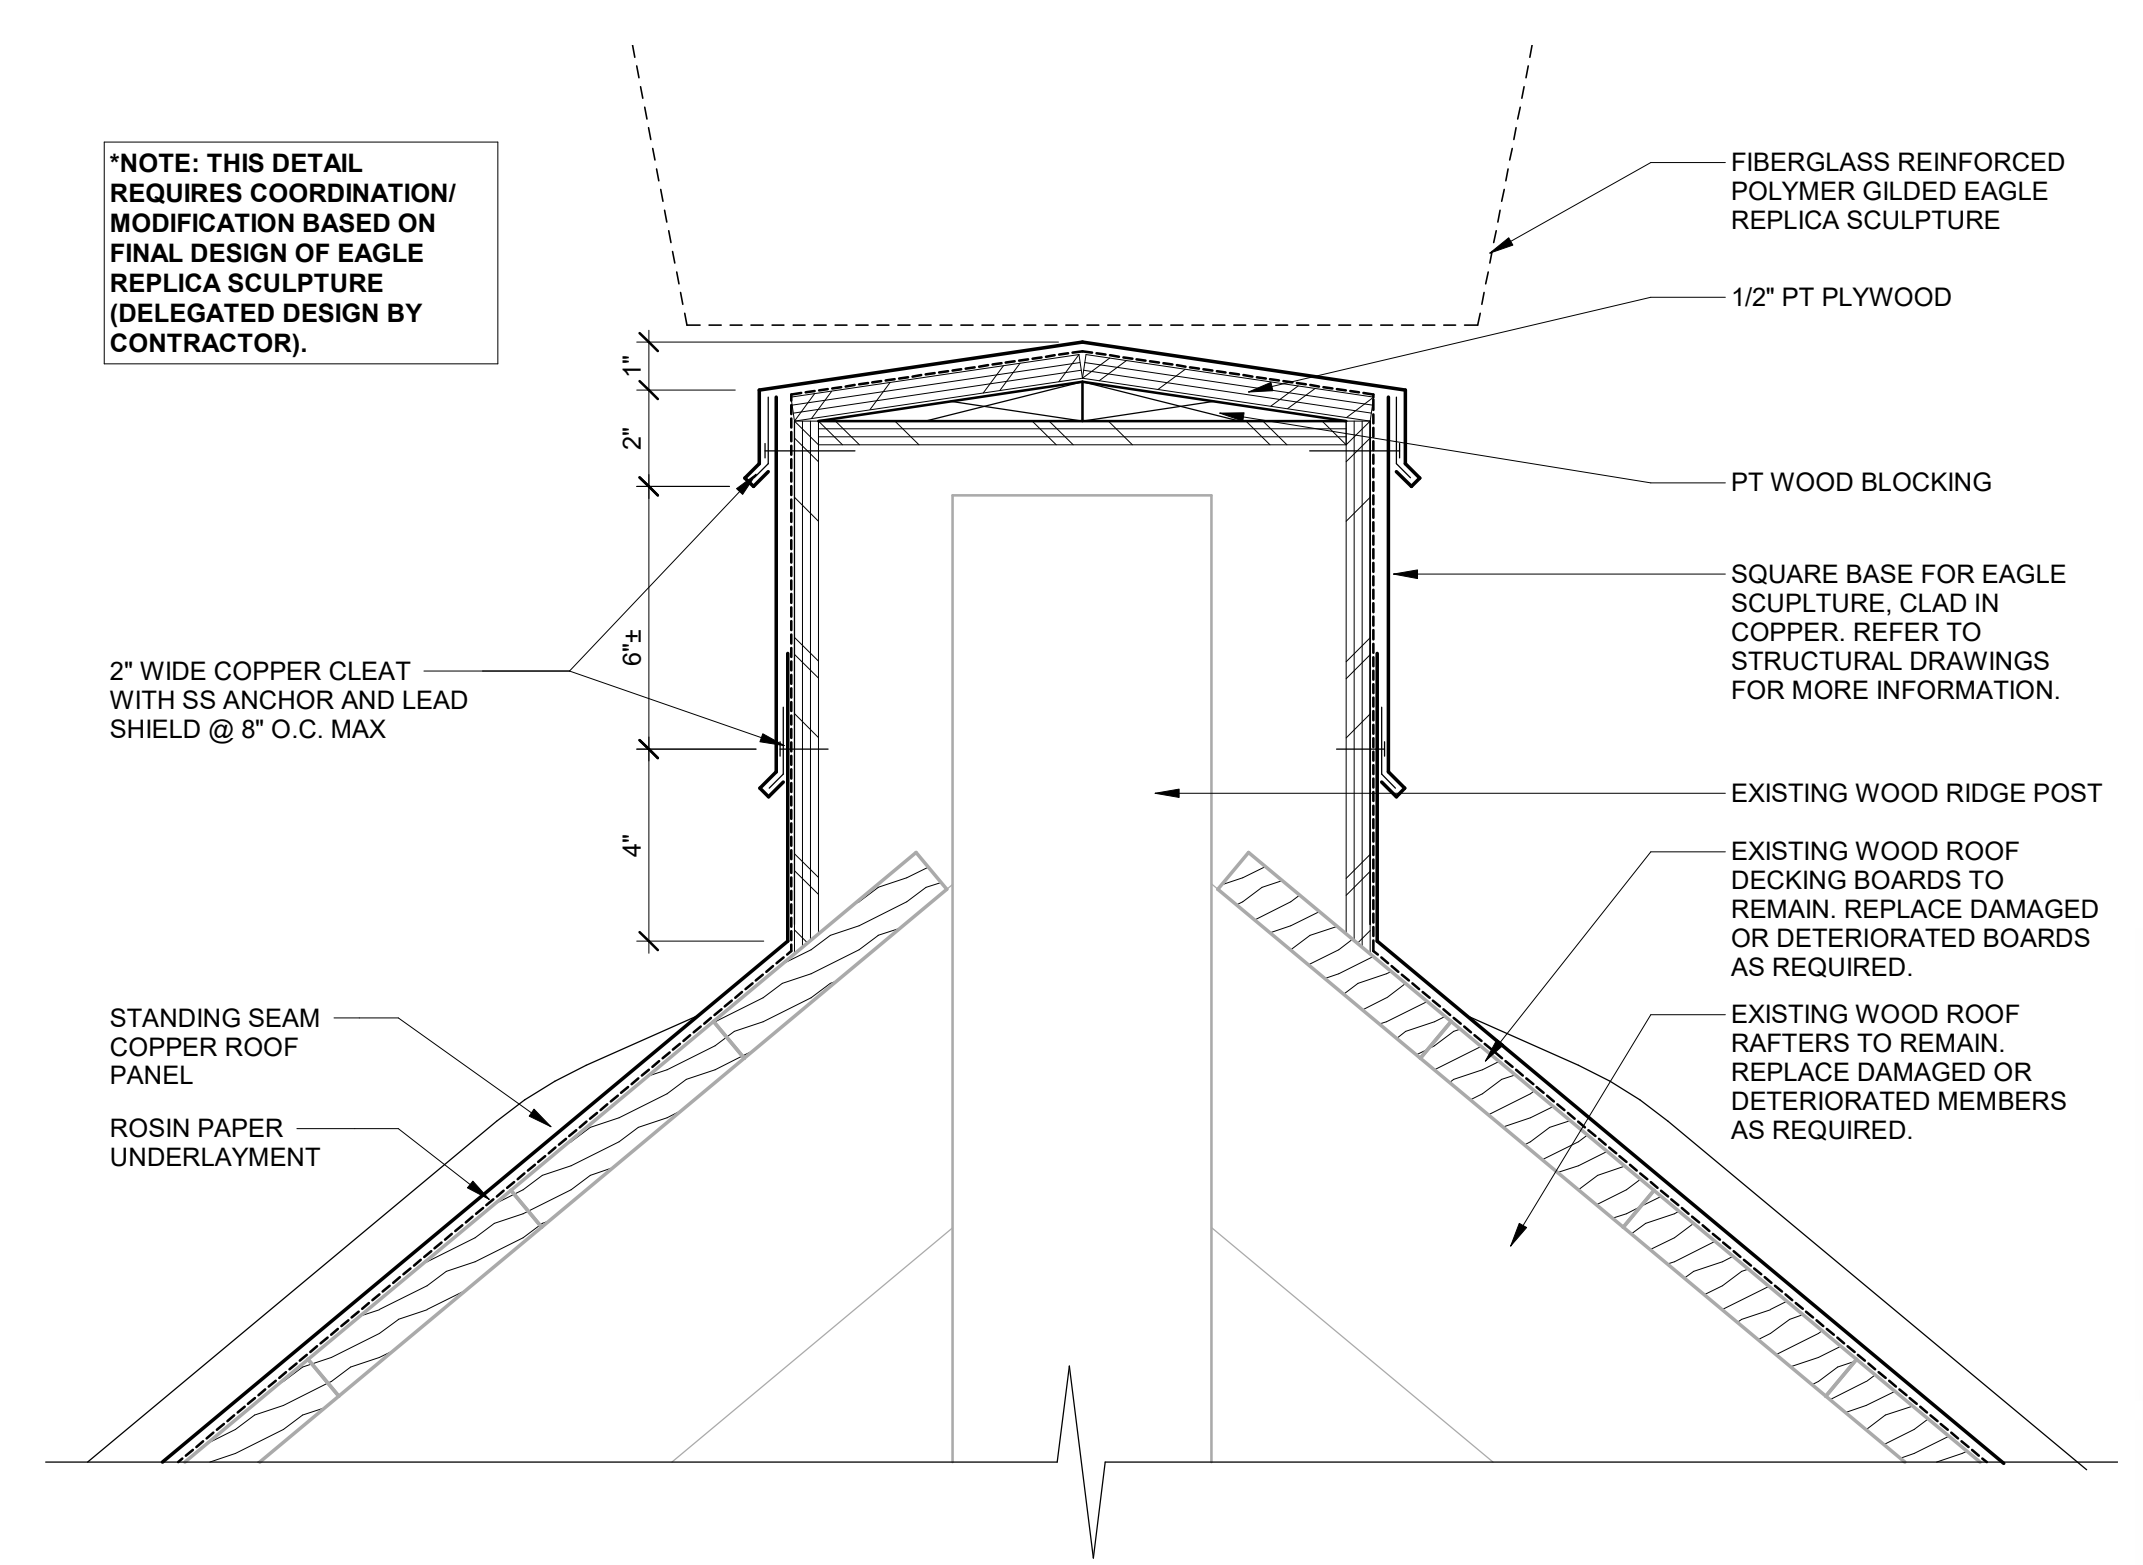 *NOTE: THIS DETAIL
REQUIRES COORDINATION/
MODIFICATION BASED ON
FINAL DESIGN OF EAGLE
REPLICA SCULPTURE
(DELEGATED DESIGN BY
CONTRACTOR).
FIBERGLASS REINFORCED
POLYMER GILDED EAGLE
REPLICA SCULPTURE
1/2" PT PLYWOOD
PT WOOD BLOCKING
SQUARE BASE FOR EAGLE
SCUPLTURE, CLAD IN
COPPER. REFER TO
STRUCTURAL DRAWINGS
FOR MORE INFORMATION.
EXISTING WOOD RIDGE POST
EXISTING WOOD ROOF
DECKING BOARDS TO
REMAIN. REPLACE DAMAGED
OR DETERIORATED BOARDS
AS REQUIRED.
EXISTING WOOD ROOF
RAFTERS TO REMAIN.
REPLACE DAMAGED OR
DETERIORATED MEMBERS
AS REQUIRED.
1"
2"
6"±
4"
2" WIDE COPPER CLEAT
WITH SS ANCHOR AND LEAD
SHIELD @ 8" O.C. MAX
STANDING SEAM
COPPER ROOF
PANEL
ROSIN PAPER
UNDERLAYMENT